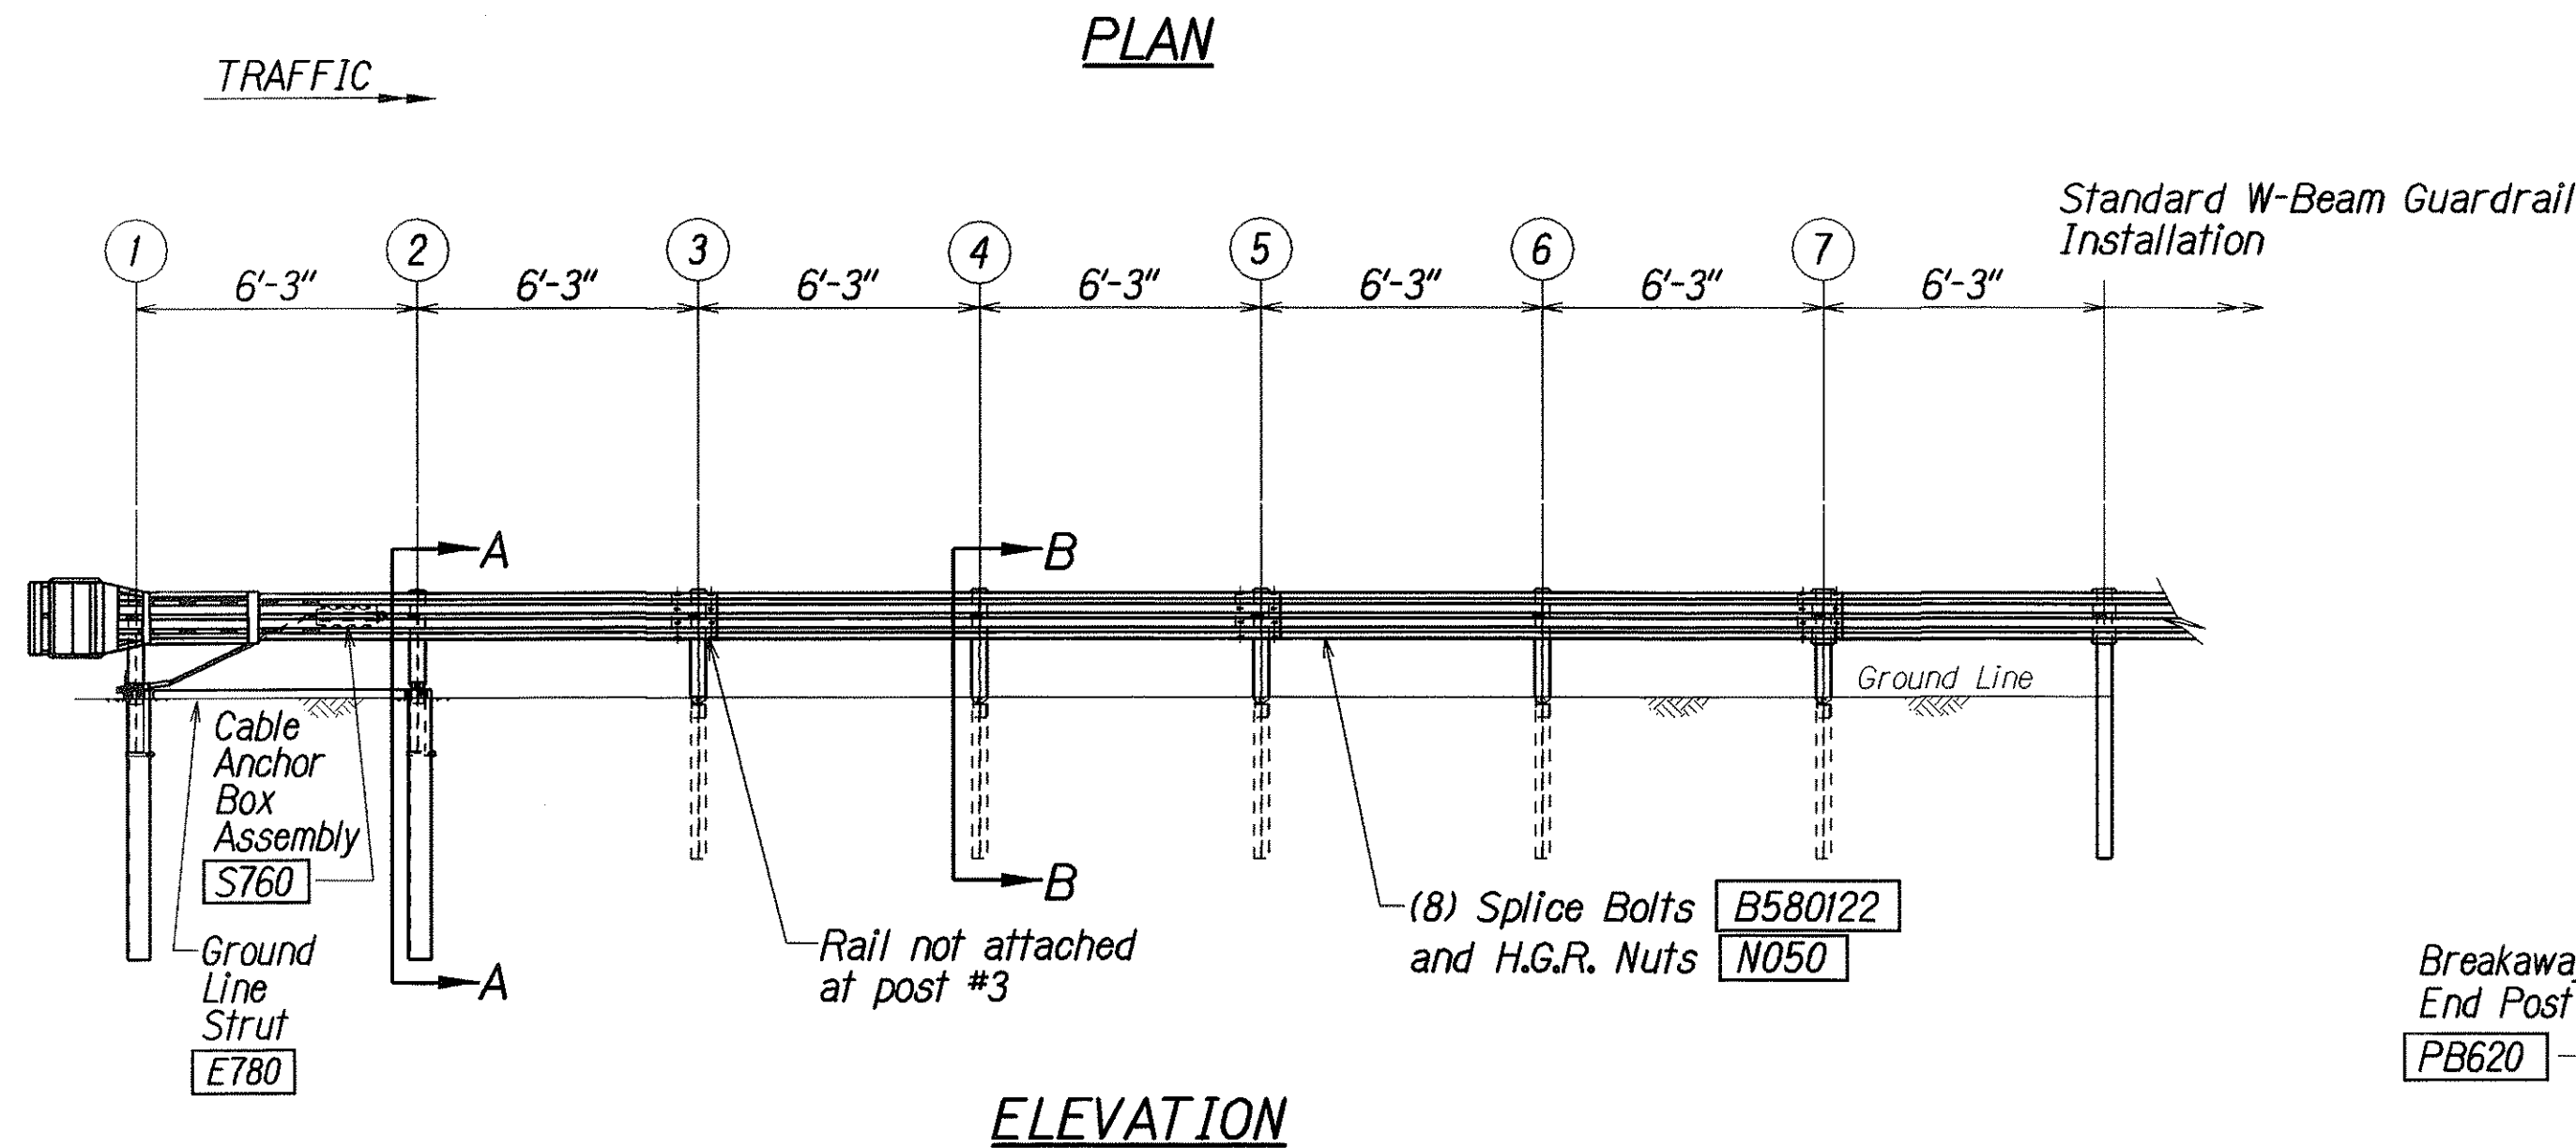 PLAN
TRAFFIC
Standard W-Beam Guardrail
Installation
1 2 3 4 5 6 7
6'-3" 6'-3" 6'-3" 6'-3" 6'-3" 6'-3" 6'-3"
A
B
Ground Line
Cable
Anchor
Box
Assembly
S760
Ground
Line
Strut
E780
A
B
Rail not attached
at post #3
(8) Splice Bolts B580122
and H.G.R. Nuts N050
Breakaway
End Post
PB620
ELEVATION